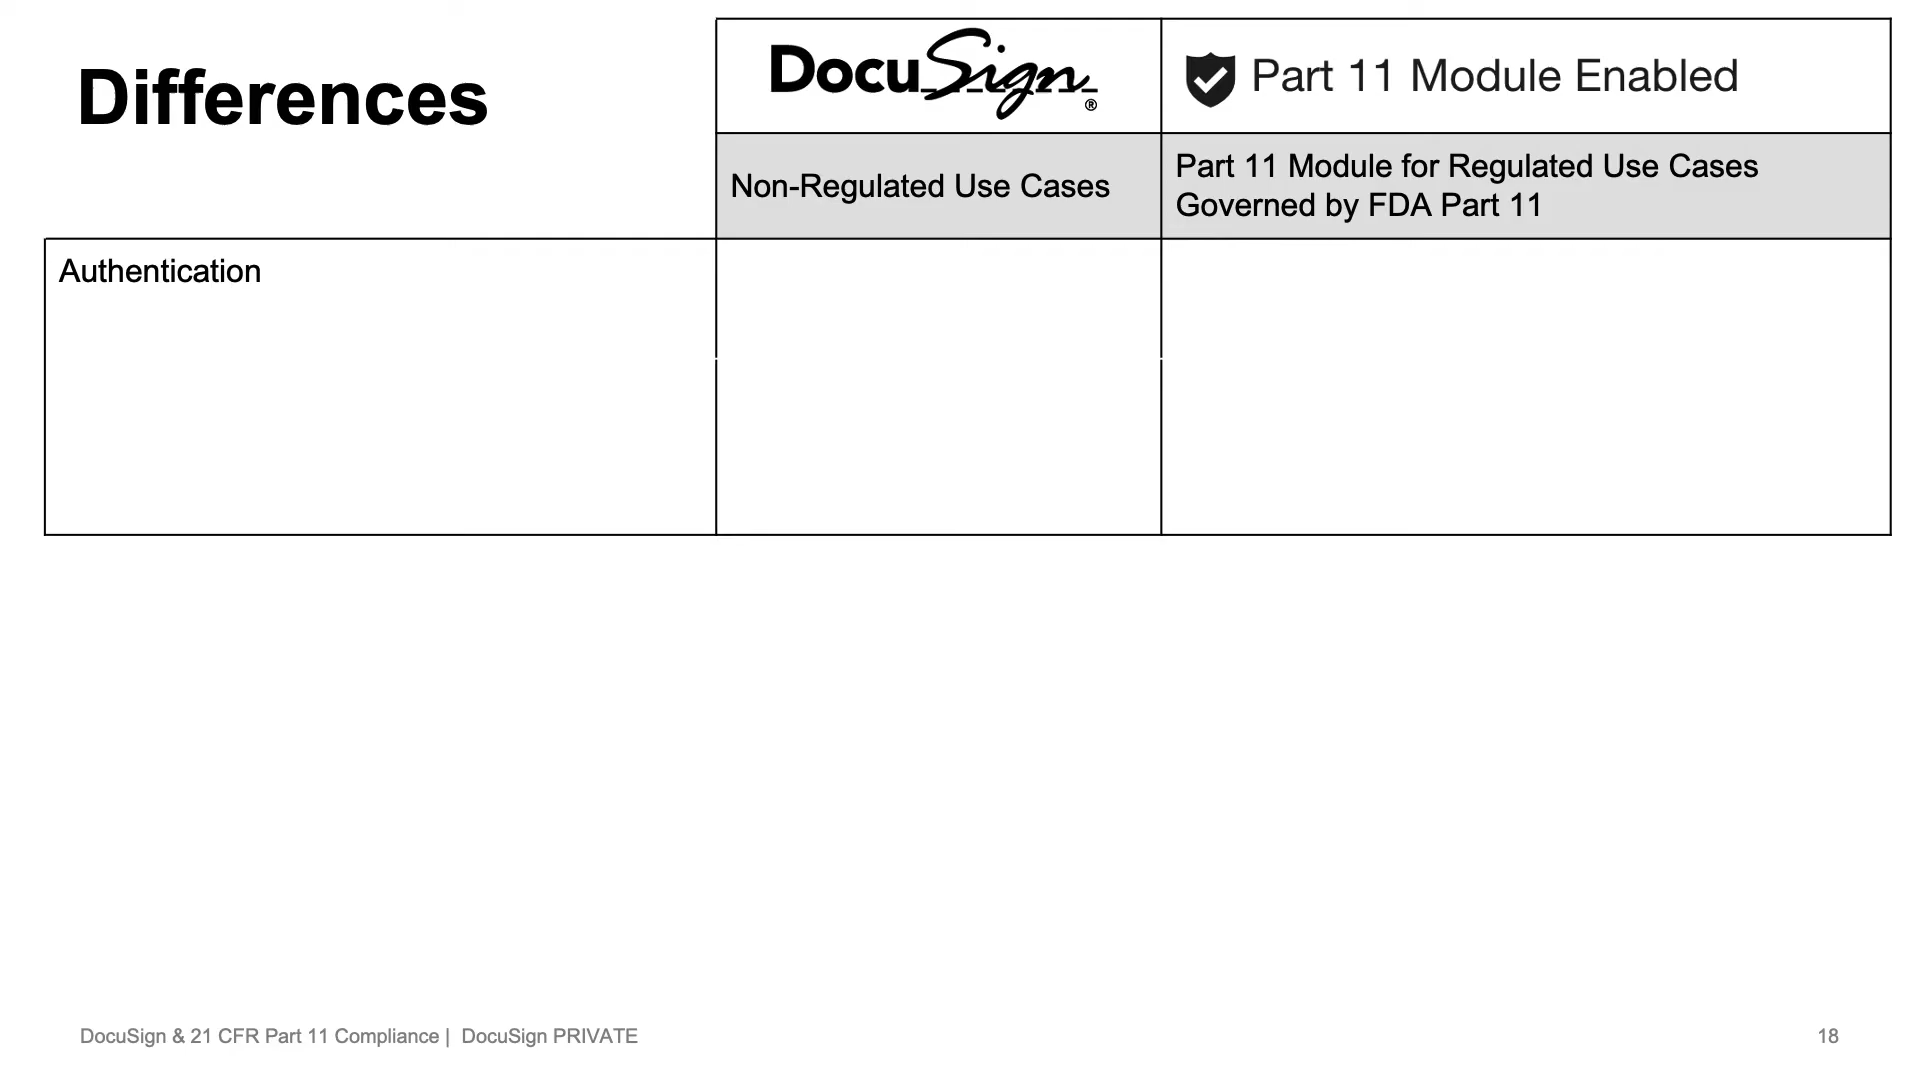 Differences
DocuSign®
Part 11 Module Enabled
Non-Regulated Use Cases
Part 11 Module for Regulated Use Cases
Governed by FDA Part 11
Authentication
DocuSign & 21 CFR Part 11 Compliance | DocuSign PRIVATE
18